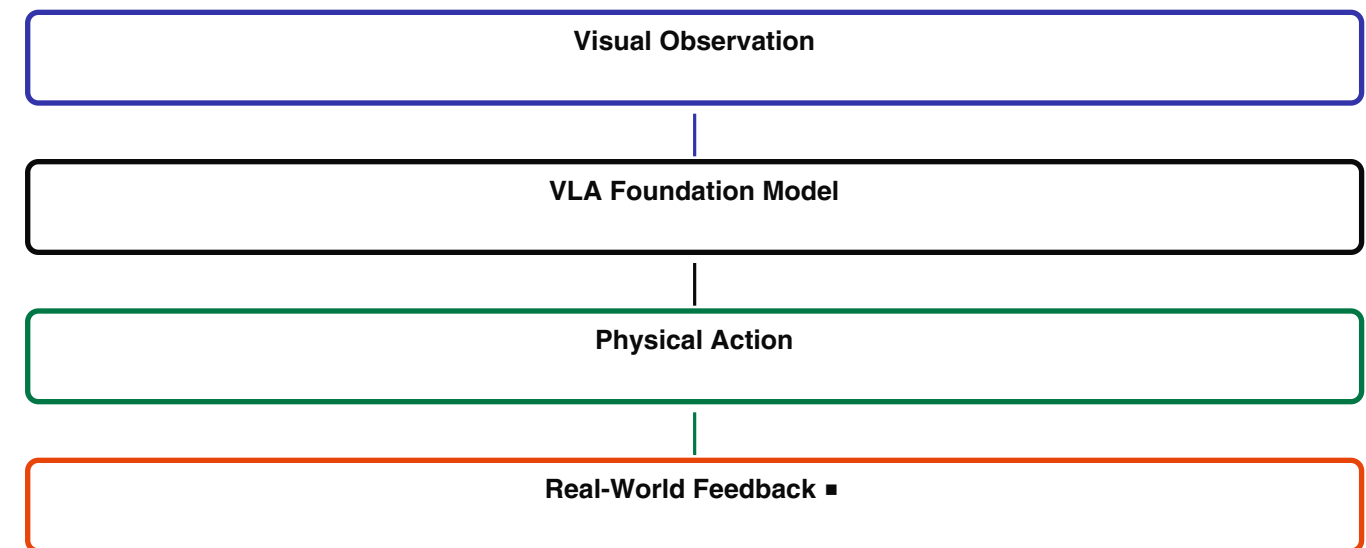 Visual Observation
VLA Foundation Model
Physical Action
Real-World Feedback ■